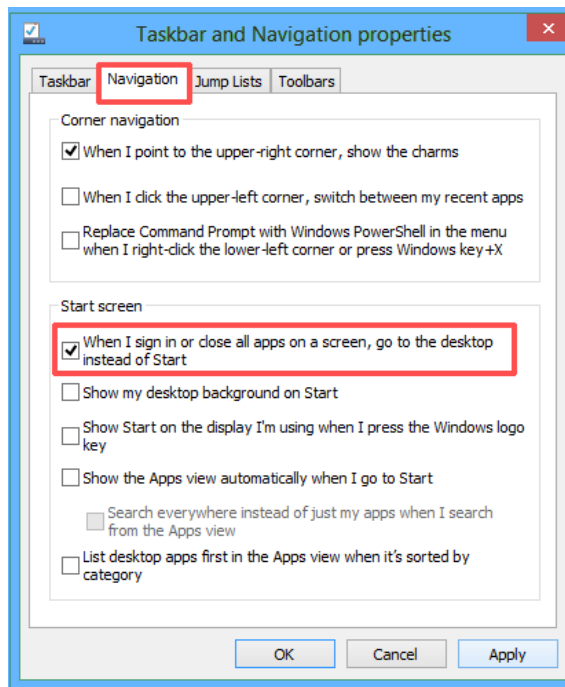 Taskbar and Navigation properties
Taskbar Navigation Jump Lists Toolbars
Corner navigation
When I point to the upper-right corner, show the charms
When I click the upper-left corner, switch between my recent apps
Replace Command Prompt with Windows PowerShell in the menu
when I right-click the lower-left corner or press Windows key+X
Start screen
When I sign in or close all apps on a screen, go to the desktop
instead of Start
Show my desktop background on Start
Show Start on the display I'm using when I press the Windows logo
key
Show the Apps view automatically when I go to Start
Search everywhere instead of just my apps when I search
from the Apps view
List desktop apps first in the Apps view when it's sorted by
category
OK Cancel Apply